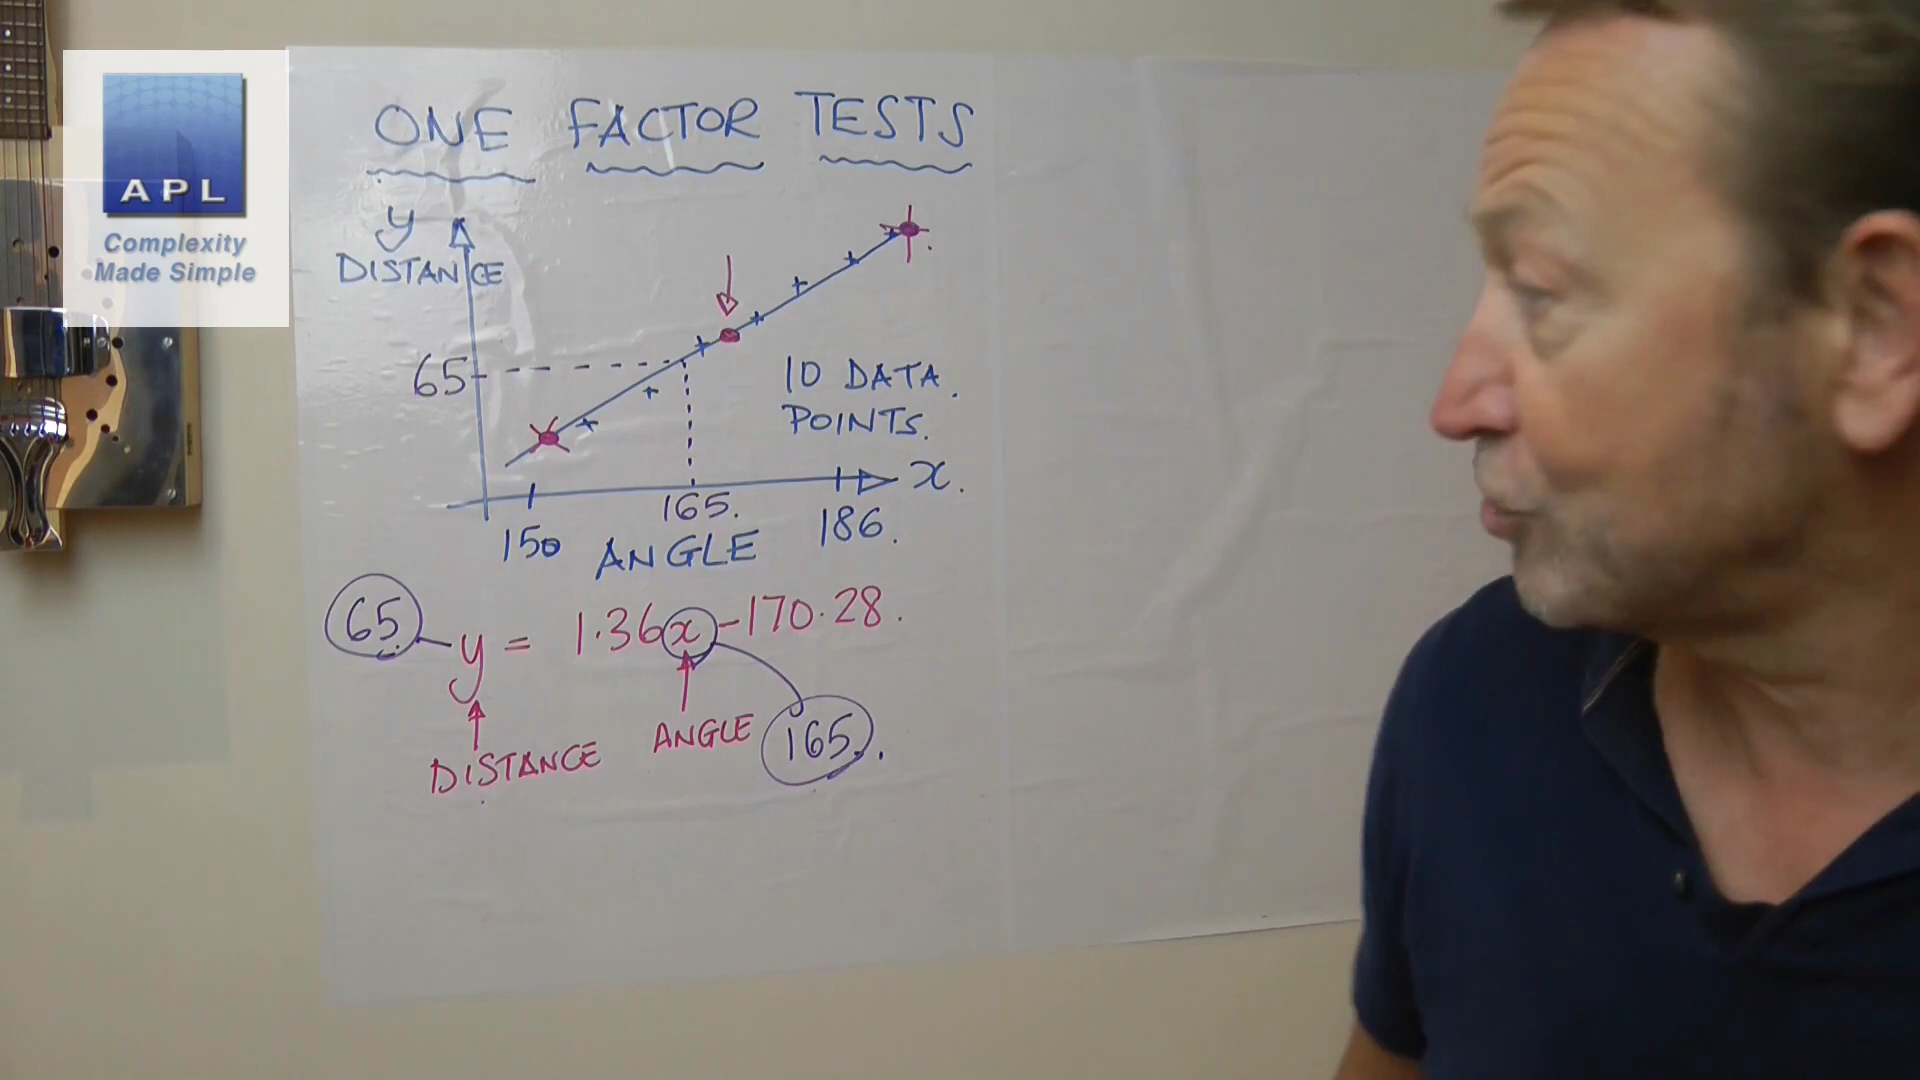 APL
Complexity
Made Simple
ONE FACTOR TESTS
y
DISTANCE
65
10 DATA.
POINTS.
x.
165.
150
186.
ANGLE
65 y = 1.36x-170.28.
ANGLE
165.
DISTANCE